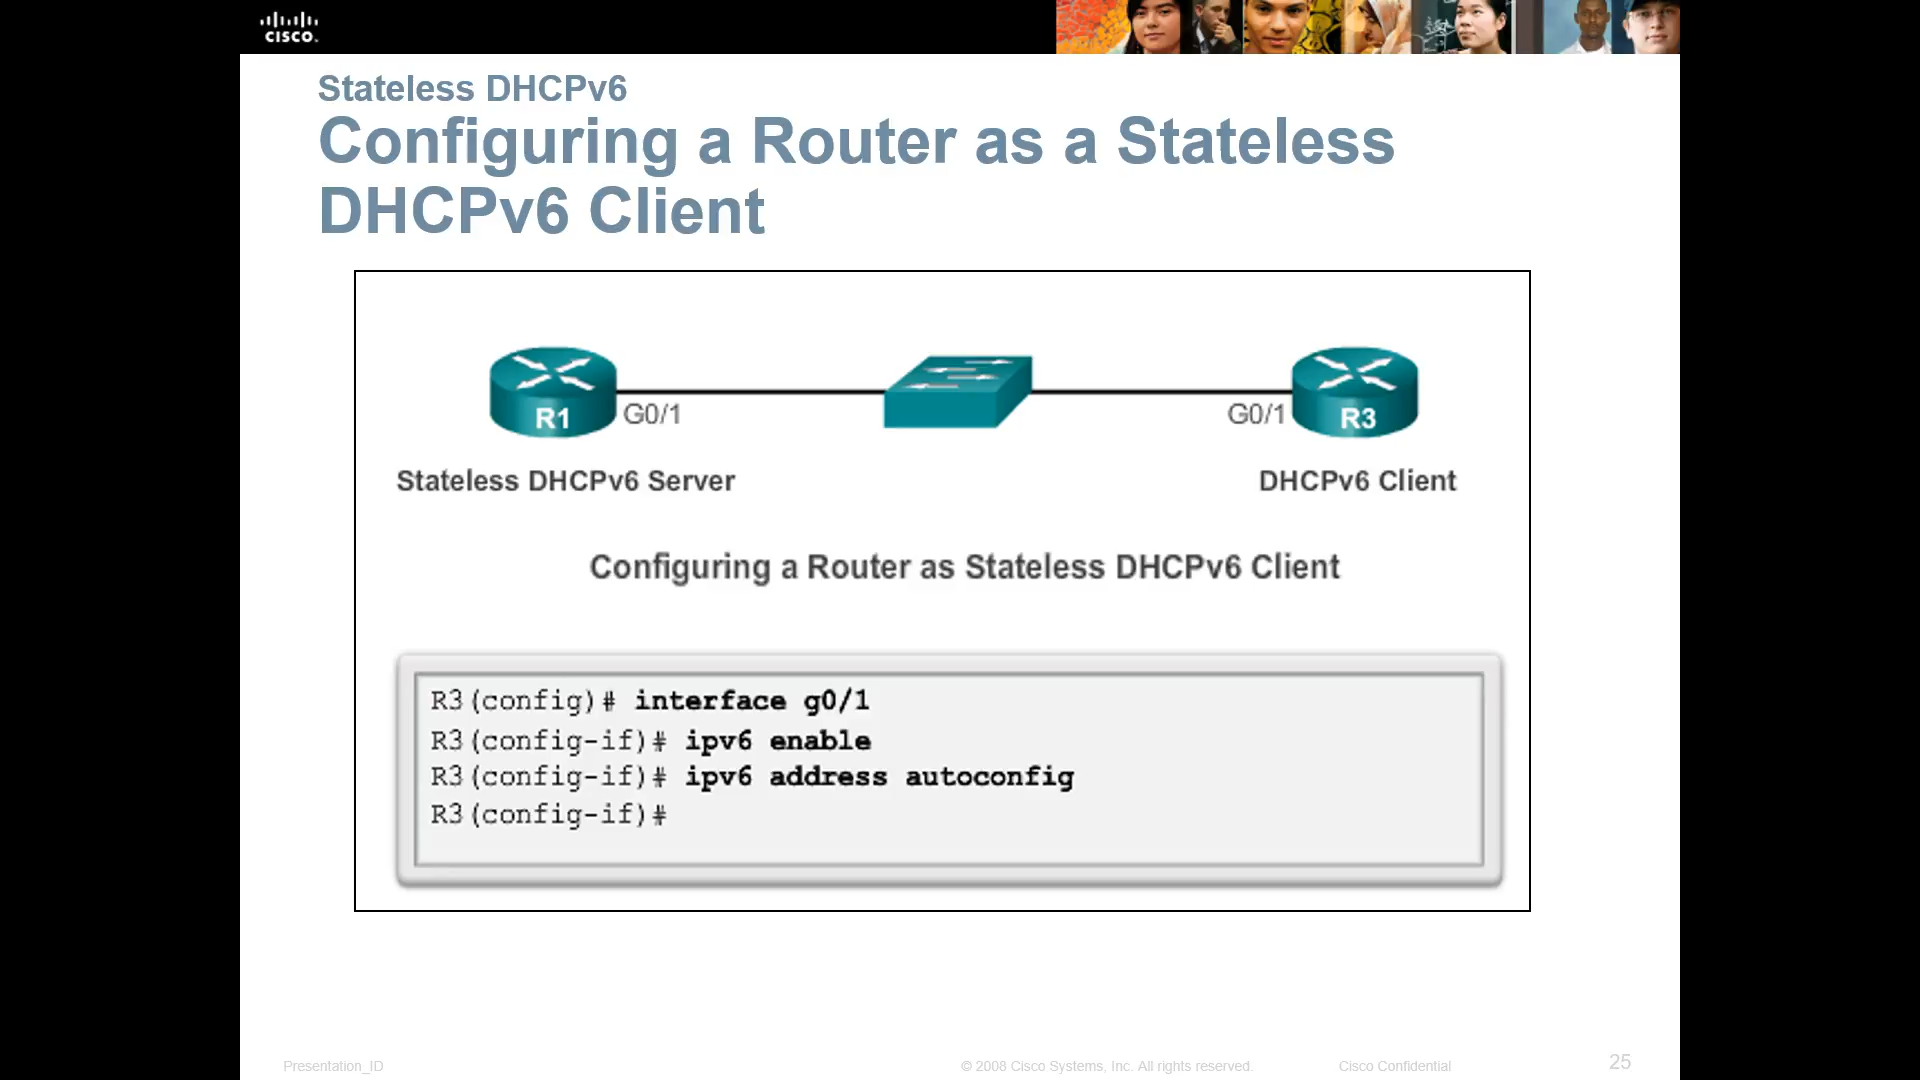 CISCO.
Stateless DHCPv6
Configuring a Router as a Stateless
DHCPv6 Client
R1
G0/1
G0/1
R3
Stateless DHCPv6 Server
DHCPv6 Client
Configuring a Router as Stateless DHCPv6 Client
R3(config)# interface g0/1
R3(config-if)# ipv6 enable
R3(config-if)# ipv6 address autoconfig
R3(config-if)#
Presentation_ID
© 2008 Cisco Systems, Inc. All rights reserved.
Cisco Confidential
25